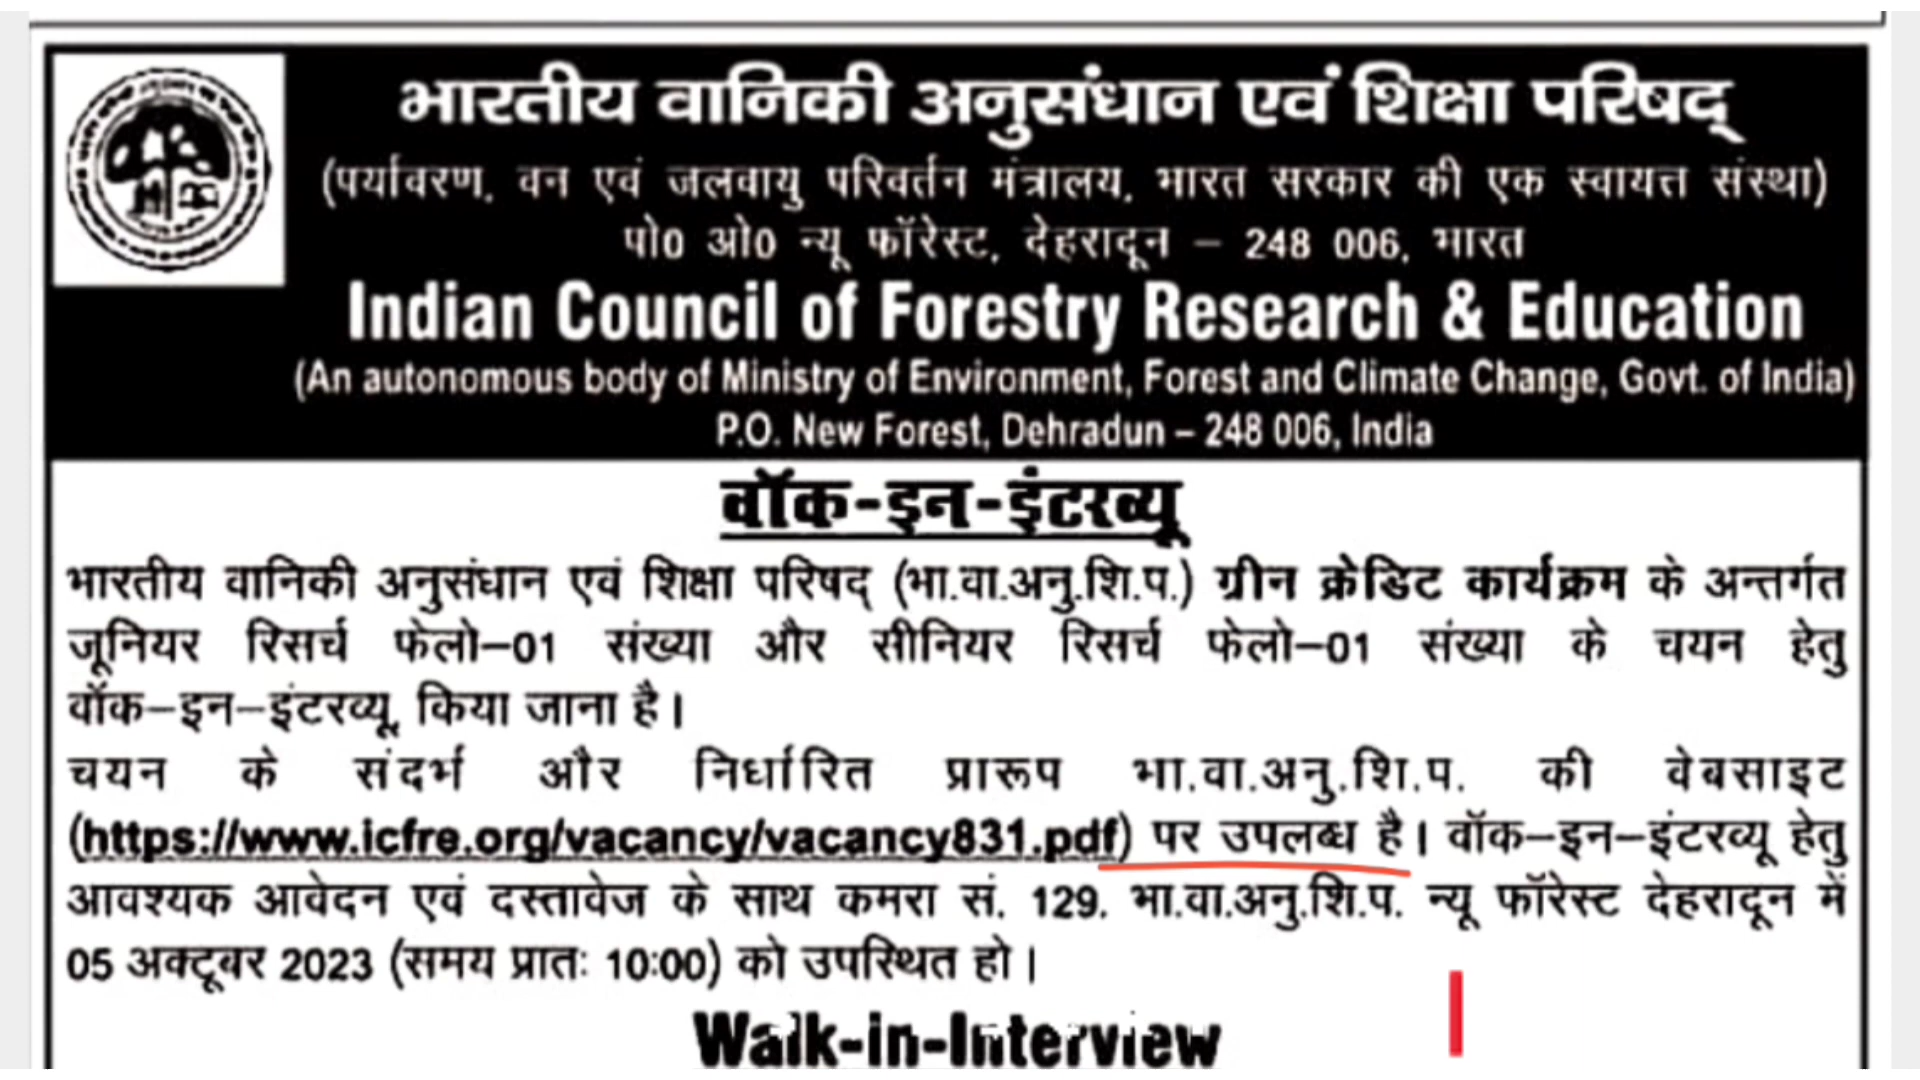 भारतीय वानिकी अनुसंधान एवं शिक्षा परिषद्
(पर्यावरण, वन एवं जलवायु परिवर्तन मंत्रालय, भारत सरकार की एक स्वायत्त संस्था)
पो0 ओ0 न्यू फॉरेस्ट, देहरादून – 248 006, भारत
Indian Council of Forestry Research & Education
(An autonomous body of Ministry of Environment, Forest and Climate Change, Govt. of India)
P.O. New Forest, Dehradun – 248 006, India
वॉक-इन-इंटरव्यू
भारतीय वानिकी अनुसंधान एवं शिक्षा परिषद् (भा.वा.अनु.शि.प.) ग्रीन क्रेडिट कार्यक्रम के अन्तर्गत
जूनियर रिसर्च फेलो–01 संख्या और सीनियर रिसर्च फेलो–01 संख्या के चयन हेतु
वॉक–इन–इंटरव्यू, किया जाना है।
चयन के संदर्भ और निर्धारित प्रारूप भा.वा.अनु.शि.प. की वेबसाइट
(https://www.icfre.org/vacancy/vacancy831.pdf) पर उपलब्ध है। वॉक–इन–इंटरव्यू हेतु
आवश्यक आवेदन एवं दस्तावेज के साथ कमरा सं. 129, भा.वा.अनु.शि.प. न्यू फॉरेस्ट देहरादून में
05 अक्टूबर 2023 (समय प्रातः 10:00) को उपस्थित हो।
Walk-in-Interview